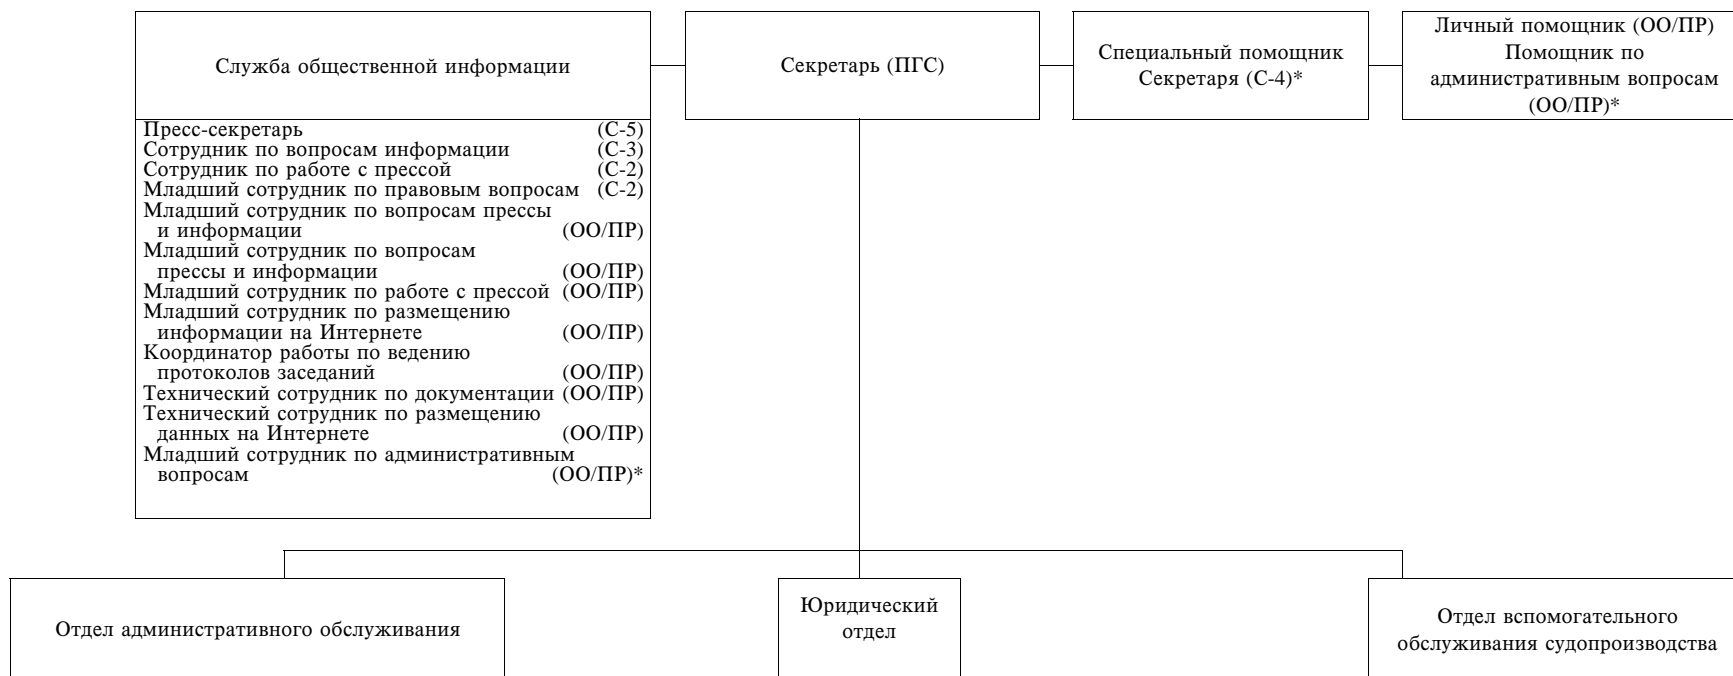 Служба общественной информации
Секретарь (ПГС)
Специальный помощник
Секретаря (С-4)*
Личный помощник (ОО/ПР)
Помощник по
административным вопросам
(ОО/ПР)*
Пресс-секретарь (С-5)
Сотрудник по вопросам информации (С-3)
Сотрудник по работе с прессой (С-2)
Младший сотрудник по правовым вопросам (С-2)
Младший сотрудник по вопросам прессы
и информации (ОО/ПР)
Младший сотрудник по вопросам
прессы и информации (ОО/ПР)
Младший сотрудник по работе с прессой (ОО/ПР)
Младший сотрудник по размещению
информации на Интернете (ОО/ПР)
Координатор работы по ведению
протоколов заседаний (ОО/ПР)
Технический сотрудник по документации (ОО/ПР)
Технический сотрудник по размещению
данных на Интернете (ОО/ПР)
Младший сотрудник по административным
вопросам (ОО/ПР)*
Отдел административного обслуживания
Юридический
отдел
Отдел вспомогательного
обслуживания судопроизводства